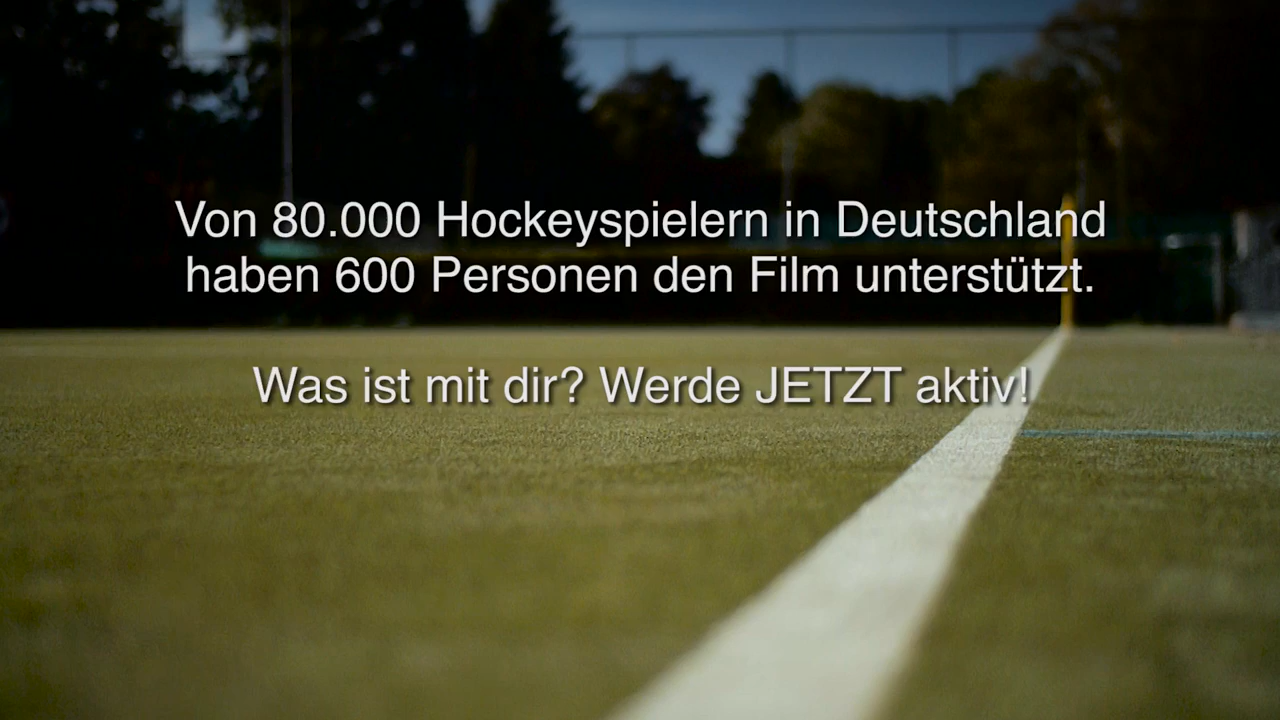 Von 80.000 Hockeyspielern in Deutschland
haben 600 Personen den Film unterstützt.
Was ist mit dir? Werde JETZT aktiv!